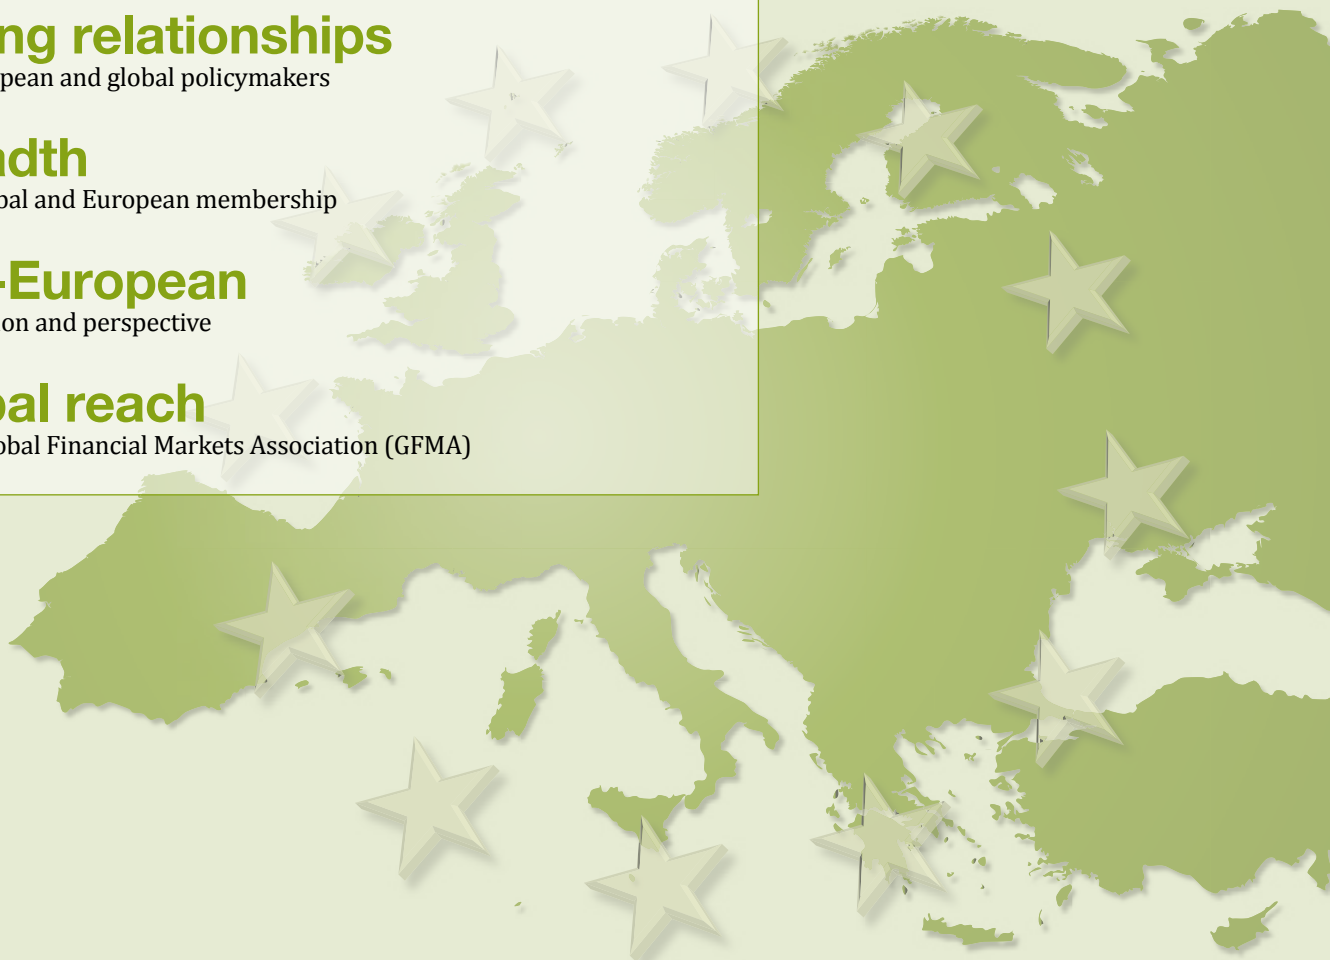 ng relationships
pean and global policymakers
adth
bal and European membership
-European
on and perspective
bal reach
obal Financial Markets Association (GFMA)